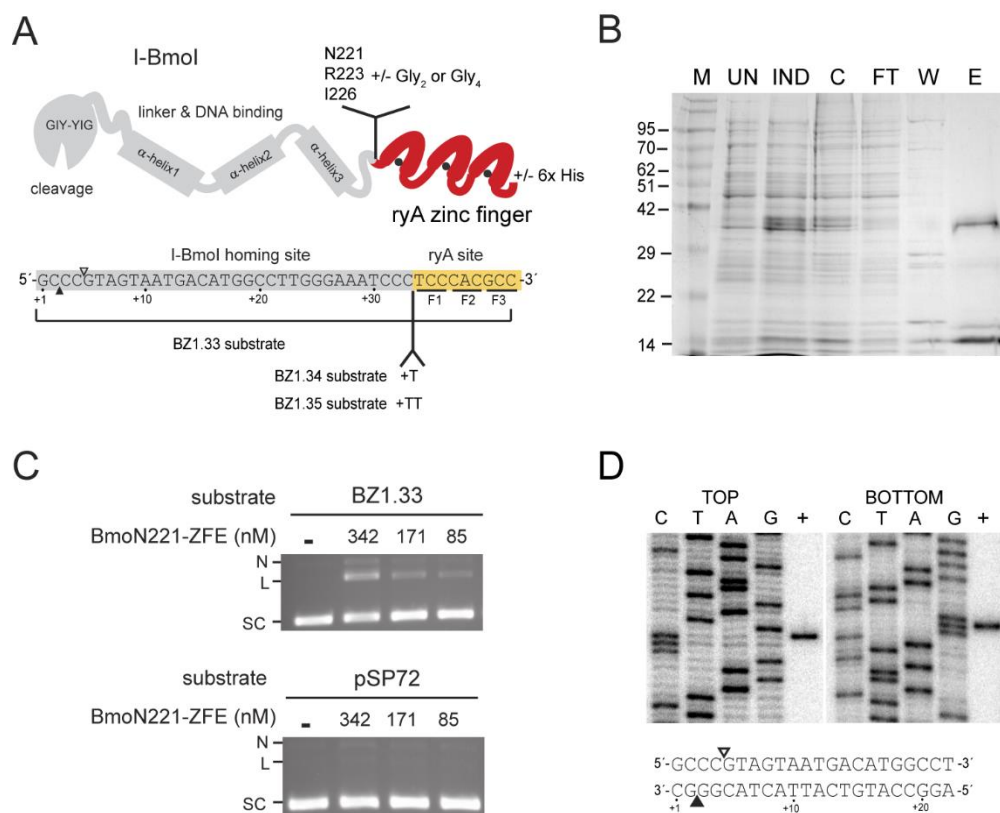 A
I-BmoI
N221
R223
I226
+/- Gly2 or Gly4
linker & DNA binding
GIY-YIG
α-helix1
α-helix2
α-helix3
+/- 6x His
cleavage
ryA zinc finger
I-BmoI homing site
ryA site
5´-GCCCGTAGTAATGACATGGCCTTGGGAAATCCCTCCCACGCC-3´
+1
+10
+20
+30
F1
F2
F3
BZ1.33 substrate
BZ1.34 substrate +T
BZ1.35 substrate +TT
B
M UN IND C FT W E
95
70
62
51
42
29
22
14
C
substrate BZ1.33
BmoN221-ZFE (nM) - 342 171 85
N
L
SC
substrate pSP72
BmoN221-ZFE (nM) - 342 171 85
N
L
SC
D
TOP
C T A G +
BOTTOM
C T A G +
5´-GCCCGTAGTAATGACATGGCCT-3´
3´-CGGGCATCATTACTGTACCGGA-5´
+1
+10
+20